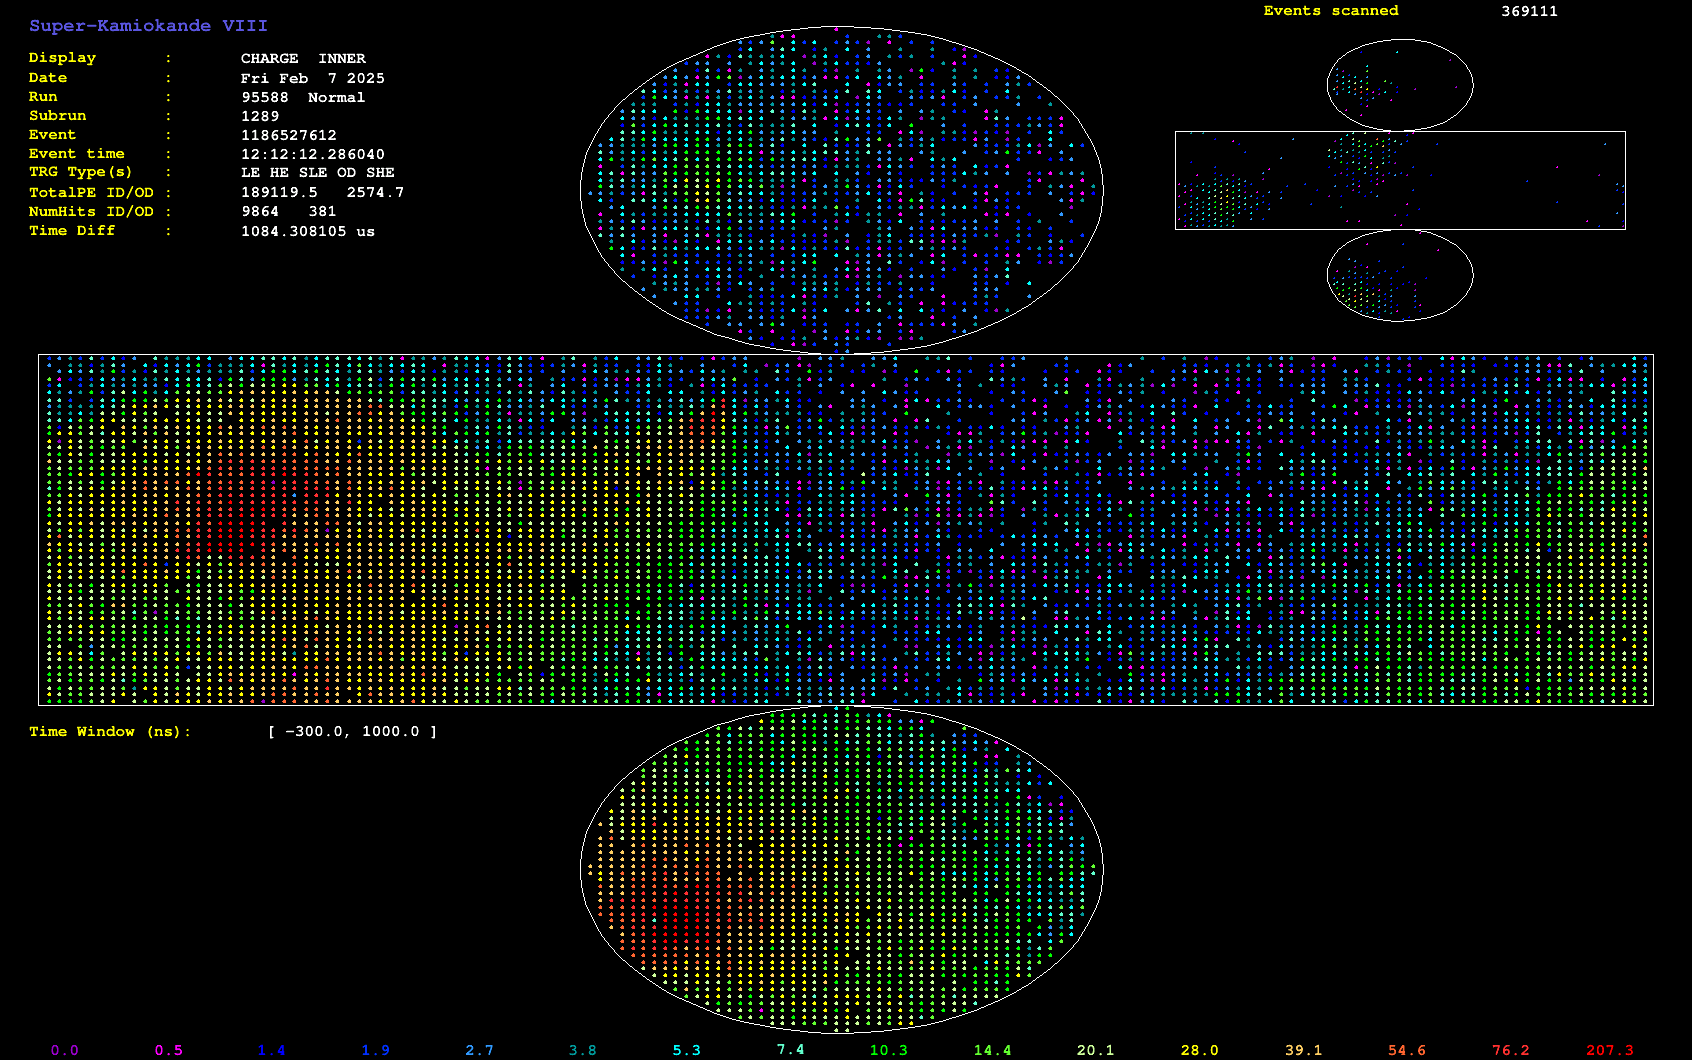 Super-Kamiokande VIII
Events scanned 369111
Display : CHARGE INNER
Date : Fri Feb 7 2025
Run : 95588 Normal
Subrun : 1289
Event : 1186527612
Event time : 12:12:12.286040
TRG Type(s) : LE HE SLE OD SHE
TotalPE ID/OD : 189119.5 2574.7
NumHits ID/OD : 9864 381
Time Diff : 1084.308105 us
Time Window (ns): [ -300.0, 1000.0 ]
0.0 0.5 1.4 1.9 2.7 3.8 5.3 7.4 10.3 14.4 20.1 28.0 39.1 54.6 76.2 207.3